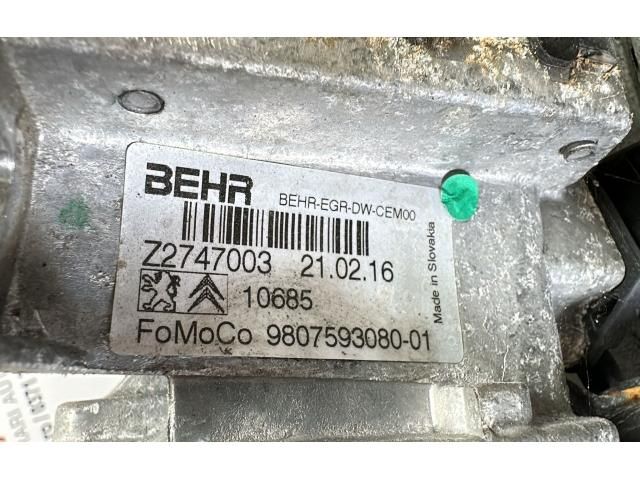 BEHR BEHR-EGR-DW-CEM00
Z2747003 21.02.16
10685
FoMoCo 9807593080-01
Made in Slovakia